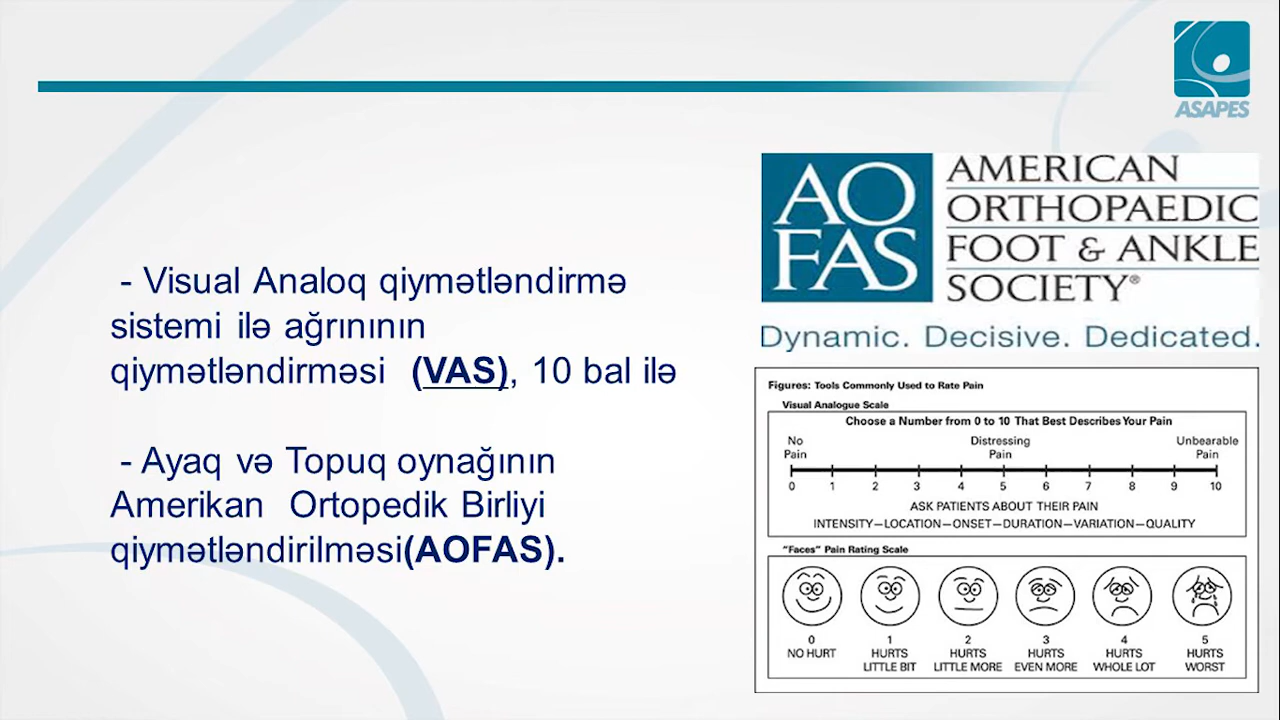 ASAPES
- Visual Analoq qiymətləndirmə
sistemi ilə ağrınının
qiymətləndirməsi (VAS), 10 bal ilə
- Ayaq və Topuq oynağının
Amerikan Ortopedik Birliyi
qiymətləndirilməsi(AOFAS).
AO
FAS
AMERICAN
ORTHOPAEDIC
FOOT & ANKLE
SOCIETY®
Dynamic. Decisive. Dedicated.
Figures: Tools Commonly Used to Rate Pain
Visual Analogue Scale
Choose a Number from 0 to 10 That Best Describes Your Pain
No Pain
Distressing Pain
Unbearable Pain
0 1 2 3 4 5 6 7 8 9 10
ASK PATIENTS ABOUT THEIR PAIN
INTENSITY—LOCATION—ONSET—DURATION—VARIATION—QUALITY
"Faces" Pain Rating Scale
0 1 2 3 4 5
NO HURT HURTS HURTS HURTS HURTS HURTS
LITTLE BIT LITTLE MORE EVEN MORE WHOLE LOT WORST